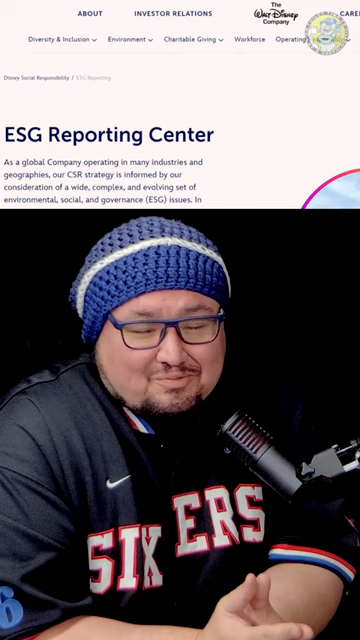 ABOUT
INVESTOR RELATIONS
The
Walt Disney
Company
Diversity & Inclusion
Environment
Charitable Giving
Workforce
Disney Social Responsibility / ESG Reporting
ESG Reporting Center
As a global Company operating in many industries and
geographies, our CSR strategy is informed by our
consideration of a wide, complex, and evolving set of
environmental, social, and governance (ESG) issues. In
SIXERS
6